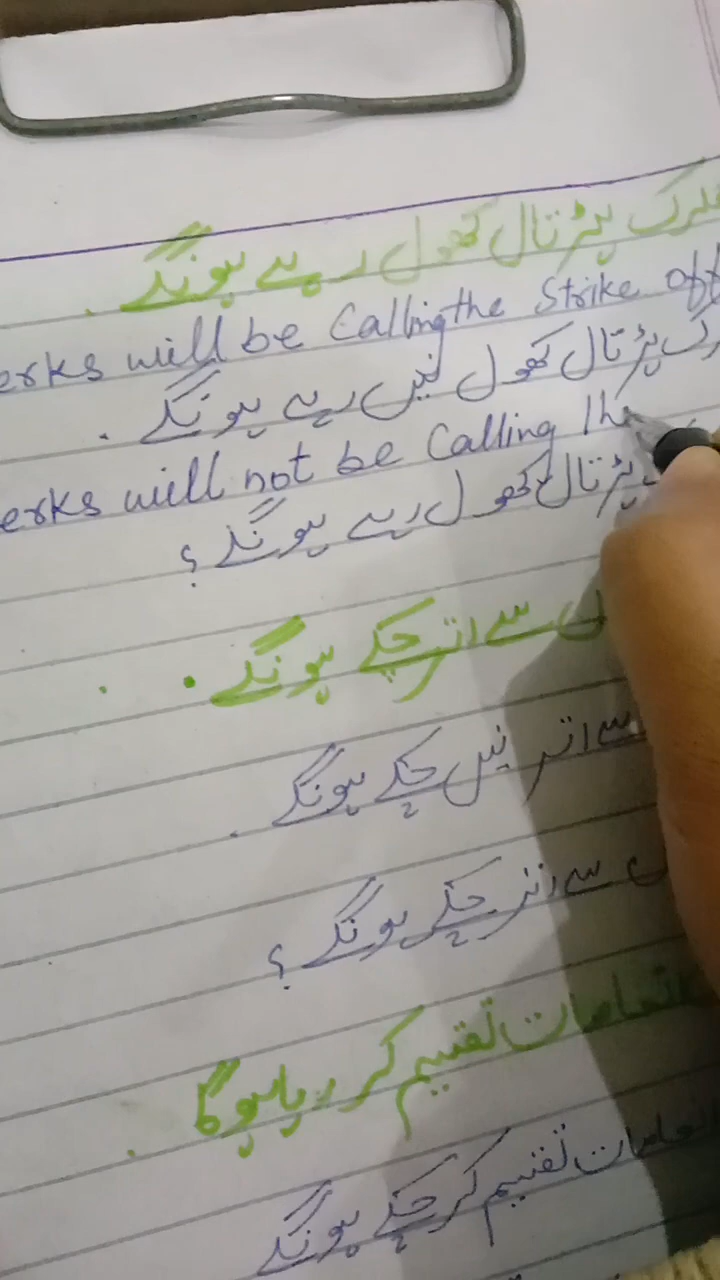 کلرک ہڑتال کھول رہے ہونگے.
erks will be Calling the Strike off
ہڑتال کھول نہیں رہے ہونگے.
erks will not be Calling the
ہڑتال کھول رہے ہونگے؟
سے اتر چکے ہونگے.
سے اتر نہیں چکے ہونگے.
سے اتر چکے ہونگے؟
انعامات تقسیم کر رہا ہوگا.
انعامات تقسیم کر چکے ہونگے